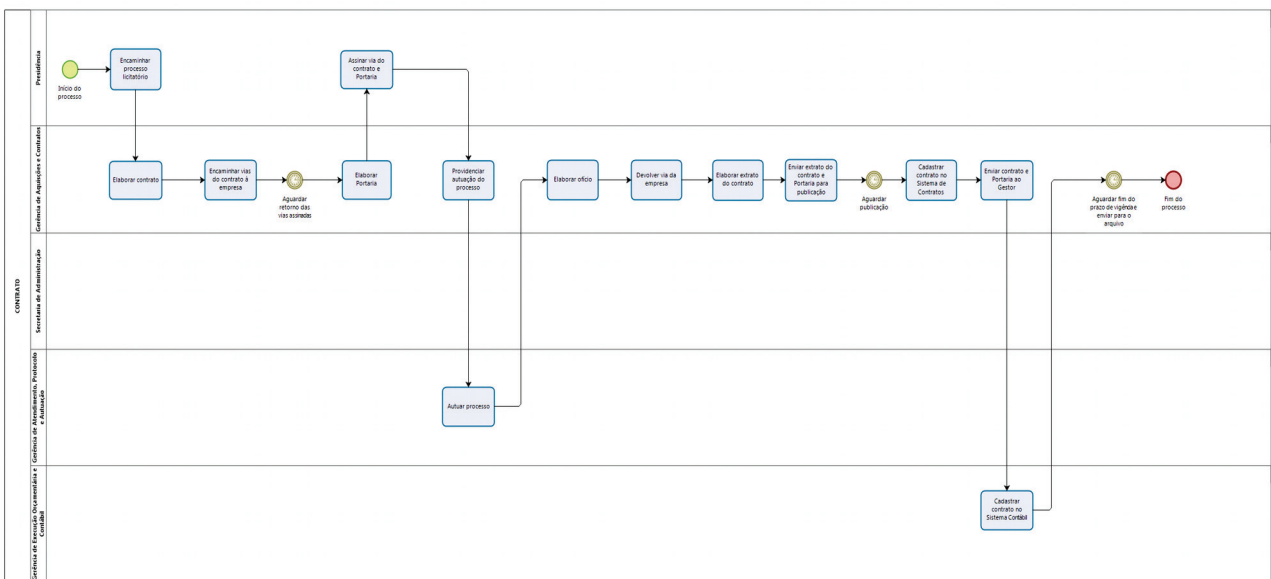 CONTRATO
Presidência
Início do
processo
Encaminhar
processo
licitatório
Assinar via do
contrato e
Portaria
Gerência de Aquisições e Contratos
Elaborar contrato
Encaminhar vias
do contrato à
empresa
Aguardar
retorno das
vias assinadas
Elaborar
Portaria
Providenciar
autuação do
processo
Elaborar ofício
Devolver via da
empresa
Elaborar extrato
do contrato
Enviar extrato do
contrato e
Portaria para
publicação
Aguardar
publicação
Cadastrar
contrato no
Sistema de
Contratos
Enviar contrato e
Portaria ao
Gestor
Aguardar fim do
prazo de vigência e
enviar para o
arquivo
Fim do
processo
Secretaria de Administração
Gerência de Atendimento, Protocolo
e Autuação
Autuar processo
Gerência de Execução Orçamentária e
Contábil
Cadastrar
contrato no
Sistema Contábil